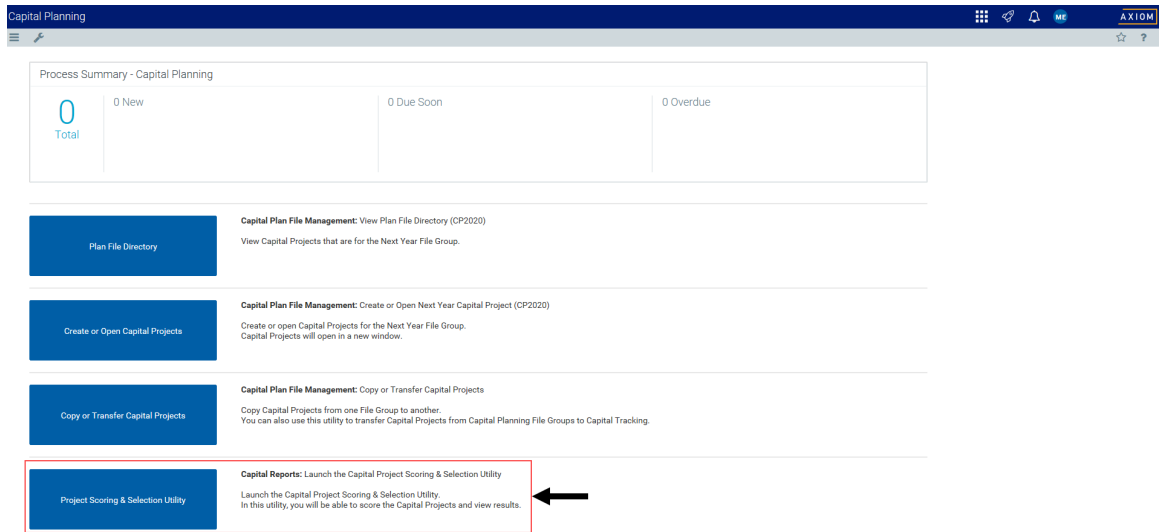 Capital Planning
ME
AXIOM
?
Process Summary - Capital Planning
0
Total
0 New
0 Due Soon
0 Overdue
Plan File Directory
Capital Plan File Management: View Plan File Directory (CP2020)
View Capital Projects that are for the Next Year File Group.
Create or Open Capital Projects
Capital Plan File Management: Create or Open Next Year Capital Project (CP2020)
Create or open Capital Projects for the Next Year File Group.
Capital Projects will open in a new window.
Copy or Transfer Capital Projects
Capital Plan File Management: Copy or Transfer Capital Projects
Copy Capital Projects from one File Group to another.
You can also use this utility to transfer Capital Projects from Capital Planning File Groups to Capital Tracking.
Project Scoring & Selection Utility
Capital Reports: Launch the Capital Project Scoring & Selection Utility
Launch the Capital Project Scoring & Selection Utility.
In this utility, you will be able to score the Capital Projects and view results.